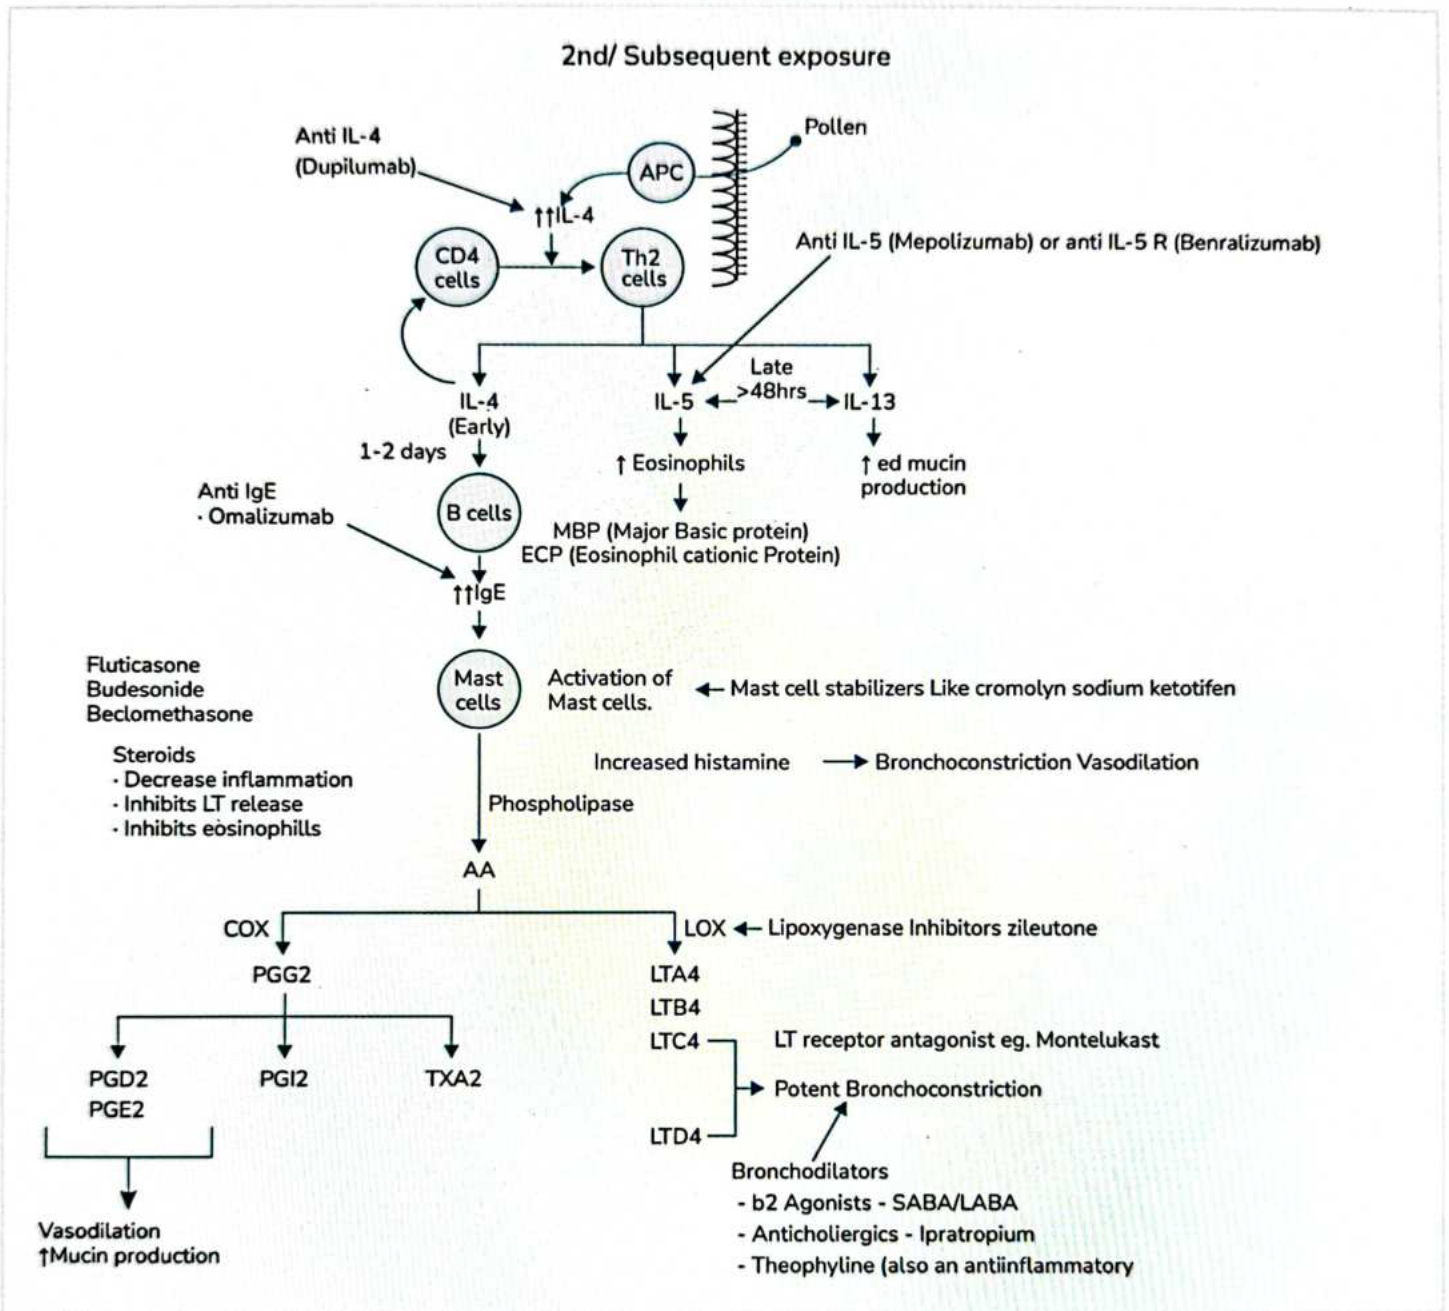 2nd/ Subsequent exposure
Anti IL-4
(Dupilumab)
APC
Pollen
↑↑IL-4
CD4
cells
Th2
cells
Anti IL-5 (Mepolizumab) or anti IL-5 R (Benralizumab)
Late
>48hrs
IL-4
(Early)
IL-5
IL-13
1-2 days
↑ Eosinophils
↑ ed mucin
production
Anti IgE
· Omalizumab
B cells
MBP (Major Basic protein)
ECP (Eosinophil cationic Protein)
↑↑IgE
Fluticasone
Budesonide
Beclomethasone
Mast
cells
Activation of
Mast cells.
Mast cell stabilizers Like cromolyn sodium ketotifen
Steroids
· Decrease inflammation
· Inhibits LT release
· Inhibits eosinophills
Increased histamine
Bronchoconstriction Vasodilation
Phospholipase
AA
COX
LOX
Lipoxygenase Inhibitors zileutone
PGG2
LTA4
LTB4
LTC4
LT receptor antagonist eg. Montelukast
PGD2
PGE2
PGI2
TXA2
Potent Bronchoconstriction
LTD4
Bronchodilators
- b2 Agonists - SABA/LABA
- Anticholiergics - Ipratropium
- Theophyline (also an antiinflammatory
Vasodilation
↑Mucin production